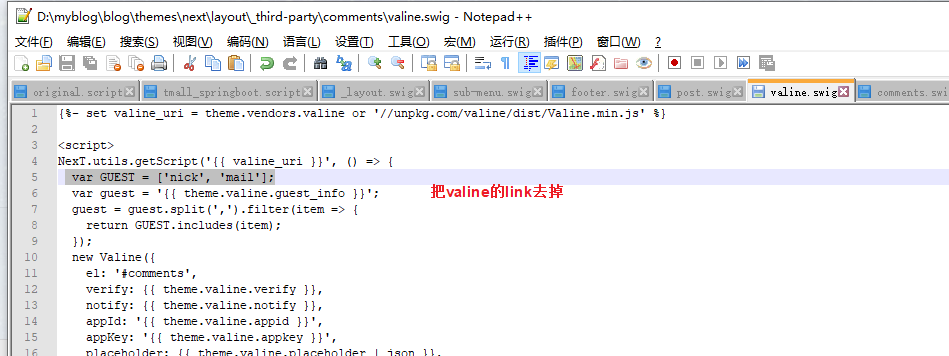 D:\myblog\blog\themes\next\layout\_third-party\comments\valine.swig - Notepad++
文件(F) 编辑(E) 搜索(S) 视图(V) 编码(N) 语言(L) 设置(T) 工具(O) 宏(M) 运行(R) 插件(P) 窗口(W) ?
original.script tmall_springboot.script _layout.swig sub-menu.swig footer.swig post.swig valine.swig comments.swi
1 {%- set valine_uri = theme.vendors.valine or '//unpkg.com/valine/dist/Valine.min.js' %}
2
3 <script>
4 NexT.utils.getScript('{{ valine_uri }}', () => {
5 var GUEST = ['nick', 'mail'];
6 var guest = '{{ theme.valine.guest_info }}';
把valine的link去掉
7 guest = guest.split(',').filter(item => {
8 return GUEST.includes(item);
9 });
10 new Valine({
11 el: '#comments',
12 verify: {{ theme.valine.verify }},
13 notify: {{ theme.valine.notify }},
14 appId: '{{ theme.valine.appid }}',
15 appKey: '{{ theme.valine.appkey }}',
16 placeholder: {{ theme.valine.placeholder | json }},